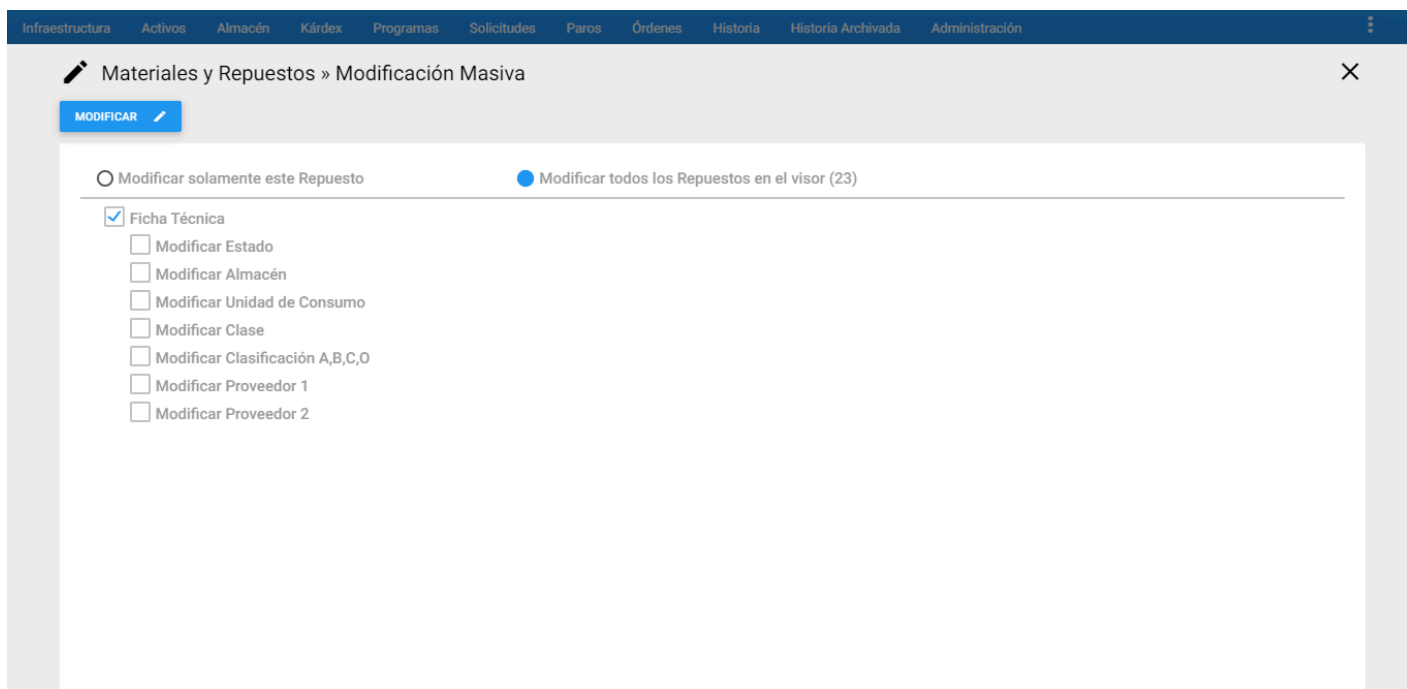 Infraestructura Activos Almacén Kárdex Programas Solicitudes Paros Órdenes Historia Historia Archivada Administración
Materiales y Repuestos » Modificación Masiva
MODIFICAR
Modificar solamente este Repuesto Modificar todos los Repuestos en el visor (23)
Ficha Técnica
Modificar Estado
Modificar Almacén
Modificar Unidad de Consumo
Modificar Clase
Modificar Clasificación A,B,C,O
Modificar Proveedor 1
Modificar Proveedor 2